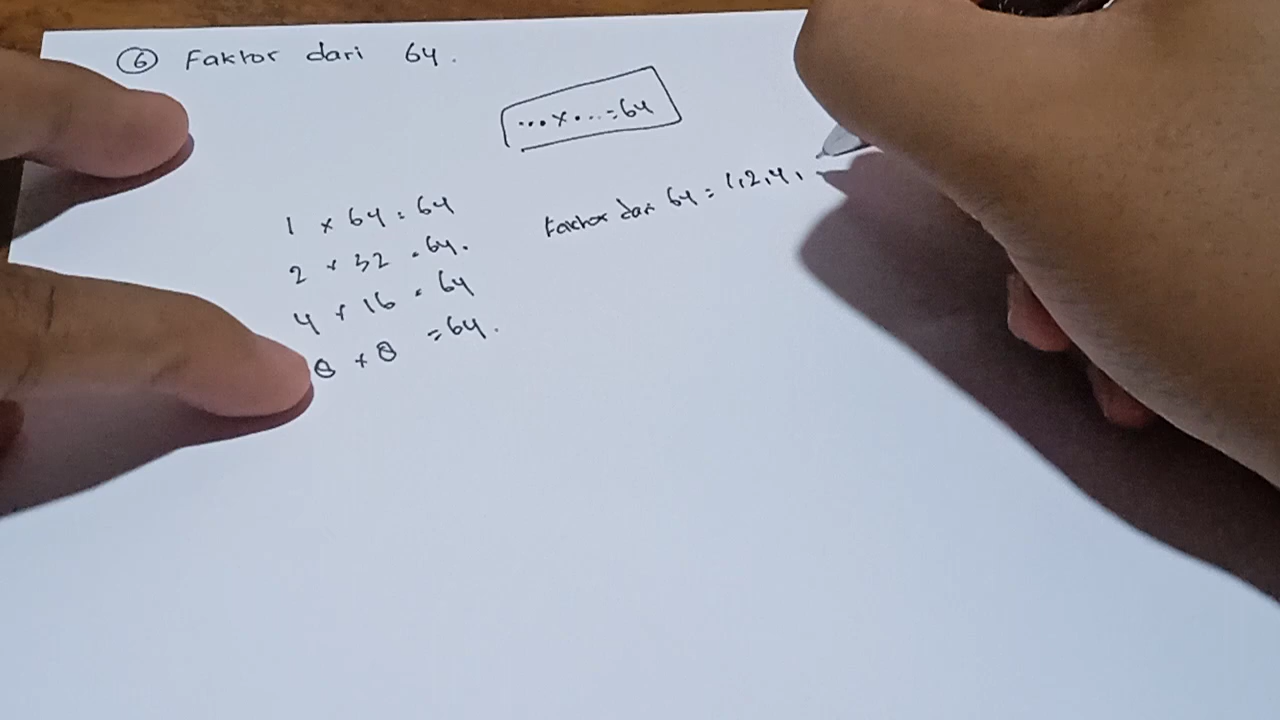 6 Faktor dari 64.
...x...=64
1 x 64 = 64
2 x 32 = 64.
4 x 16 = 64
8 x 8 = 64.
Faktor dari 64 = 1, 2, 4,